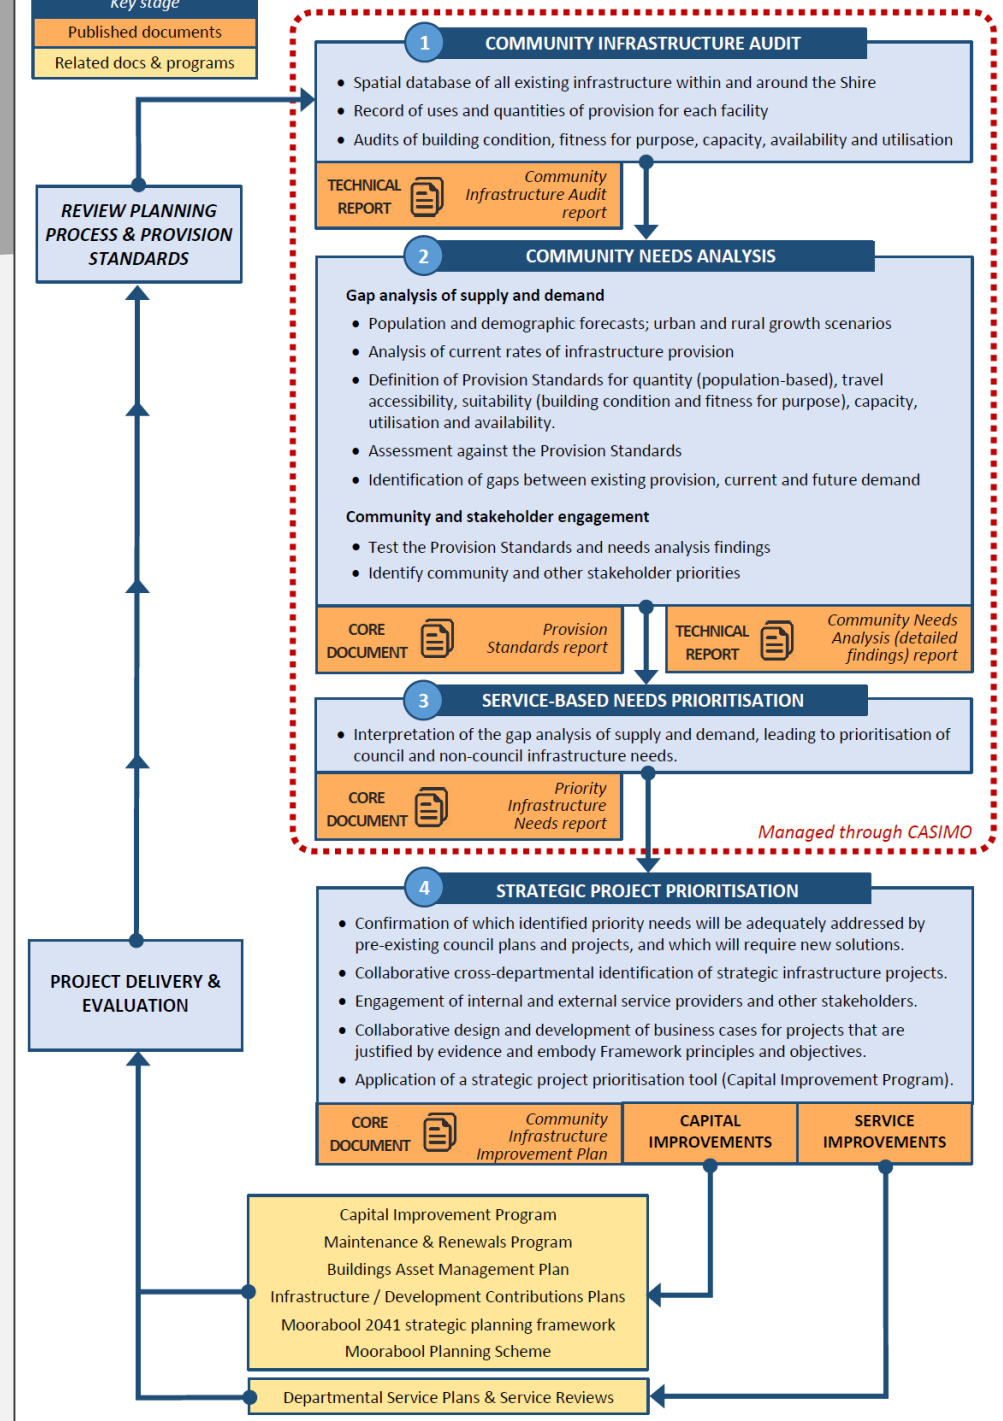 Key stage
Published documents
Related docs & programs
1
COMMUNITY INFRASTRUCTURE AUDIT
• Spatial database of all existing infrastructure within and around the Shire
• Record of uses and quantities of provision for each facility
• Audits of building condition, fitness for purpose, capacity, availability and utilisation
TECHNICAL
REPORT
Community
Infrastructure Audit
report
REVIEW PLANNING
PROCESS & PROVISION
STANDARDS
2
COMMUNITY NEEDS ANALYSIS
Gap analysis of supply and demand
• Population and demographic forecasts; urban and rural growth scenarios
• Analysis of current rates of infrastructure provision
• Definition of Provision Standards for quantity (population-based), travel
accessibility, suitability (building condition and fitness for purpose), capacity,
utilisation and availability.
• Assessment against the Provision Standards
• Identification of gaps between existing provision, current and future demand
Community and stakeholder engagement
• Test the Provision Standards and needs analysis findings
• Identify community and other stakeholder priorities
CORE
DOCUMENT
Provision
Standards report
TECHNICAL
REPORT
Community Needs
Analysis (detailed
findings) report
3
SERVICE-BASED NEEDS PRIORITISATION
• Interpretation of the gap analysis of supply and demand, leading to prioritisation of
council and non-council infrastructure needs.
CORE
DOCUMENT
Priority
Infrastructure
Needs report
Managed through CASIMO
4
STRATEGIC PROJECT PRIORITISATION
• Confirmation of which identified priority needs will be adequately addressed by
pre-existing council plans and projects, and which will require new solutions.
• Collaborative cross-departmental identification of strategic infrastructure projects.
• Engagement of internal and external service providers and other stakeholders.
• Collaborative design and development of business cases for projects that are
justified by evidence and embody Framework principles and objectives.
• Application of a strategic project prioritisation tool (Capital Improvement Program).
CORE
DOCUMENT
Community
Infrastructure
Improvement Plan
CAPITAL
IMPROVEMENTS
SERVICE
IMPROVEMENTS
PROJECT DELIVERY &
EVALUATION
Capital Improvement Program
Maintenance & Renewals Program
Buildings Asset Management Plan
Infrastructure / Development Contributions Plans
Moorabool 2041 strategic planning framework
Moorabool Planning Scheme
Departmental Service Plans & Service Reviews